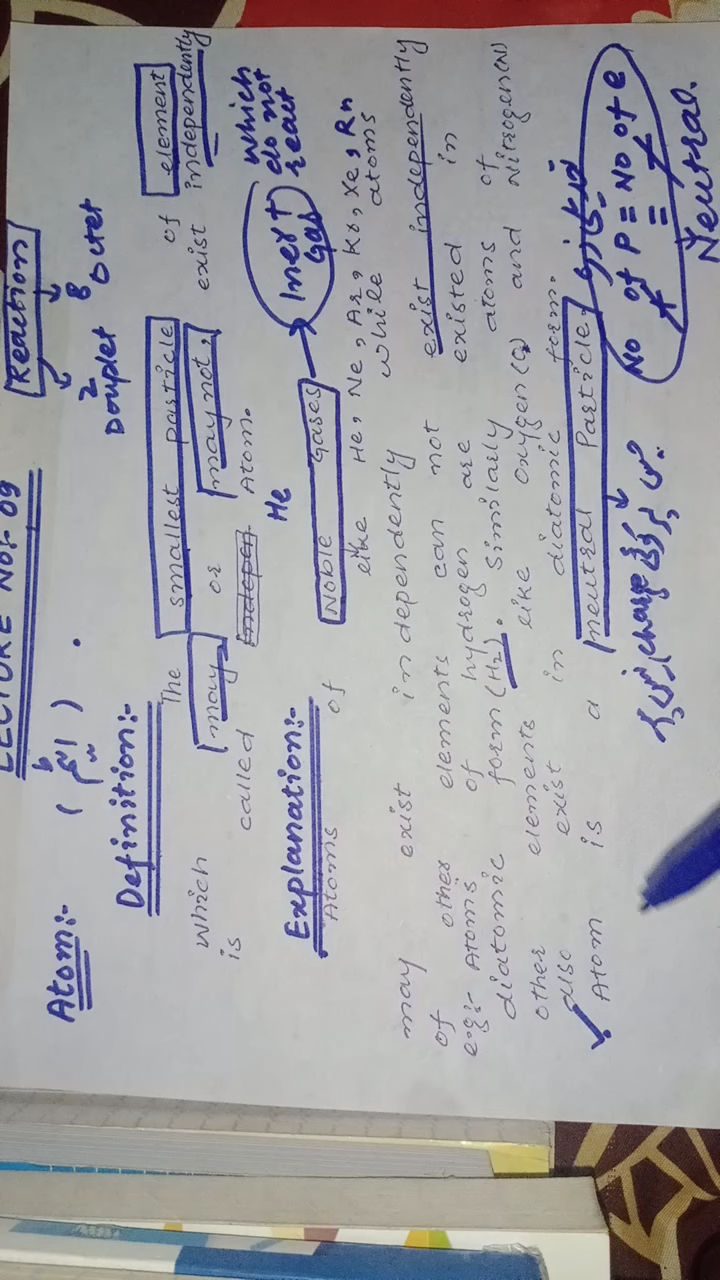 LECTURE NO:- 09
Reaction
2 8
Douplet Octet
Atom:-
Definition:-
The smallest particle of element
which may or may not, exist independently
is called Atom.
He
Explanation:-
Atoms of Noble Gases → Inert Gas which do not react
like He, Ne, Ar, Kr, Xe, Rn
may exist independently while atoms
of other elements can not exist independently
e.g:- Atoms of hydrogen are existed in
diatomic form (H₂). Similarly atoms of
other elements like oxygen (O₂) and Nitrogen (N)
also exist in diatomic form.
Atom is a neutral Particle.
charge
No of P = No of e
Neutral.